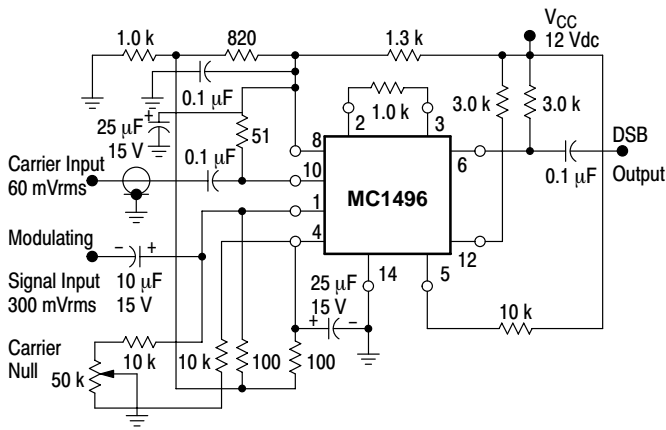 1.0 k
820
1.3 k
VCC
12 Vdc
0.1 µF
1.0 k
3.0 k
3.0 k
+
25 µF
15 V
51
2
3
8
6
DSB
Carrier Input
60 mVrms
0.1 µF
10
MC1496
0.1 µF
Output
1
Modulating
4
12
− +
Signal Input
300 mVrms
10 µF
15 V
25 µF
15 V
14
5
+ −
10 k
Carrier
Null
10 k
10 k
100
100
50 k